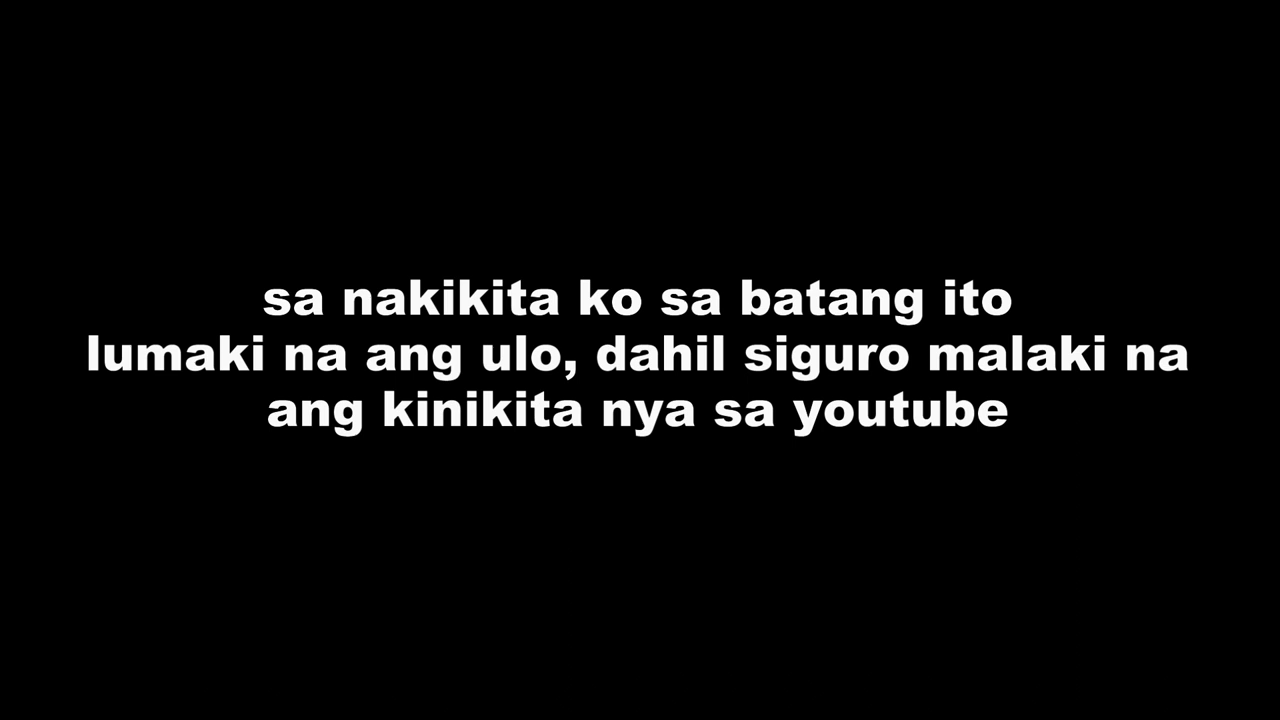 sa nakikita ko sa batang ito
lumaki na ang ulo, dahil siguro malaki na
ang kinikita nya sa youtube